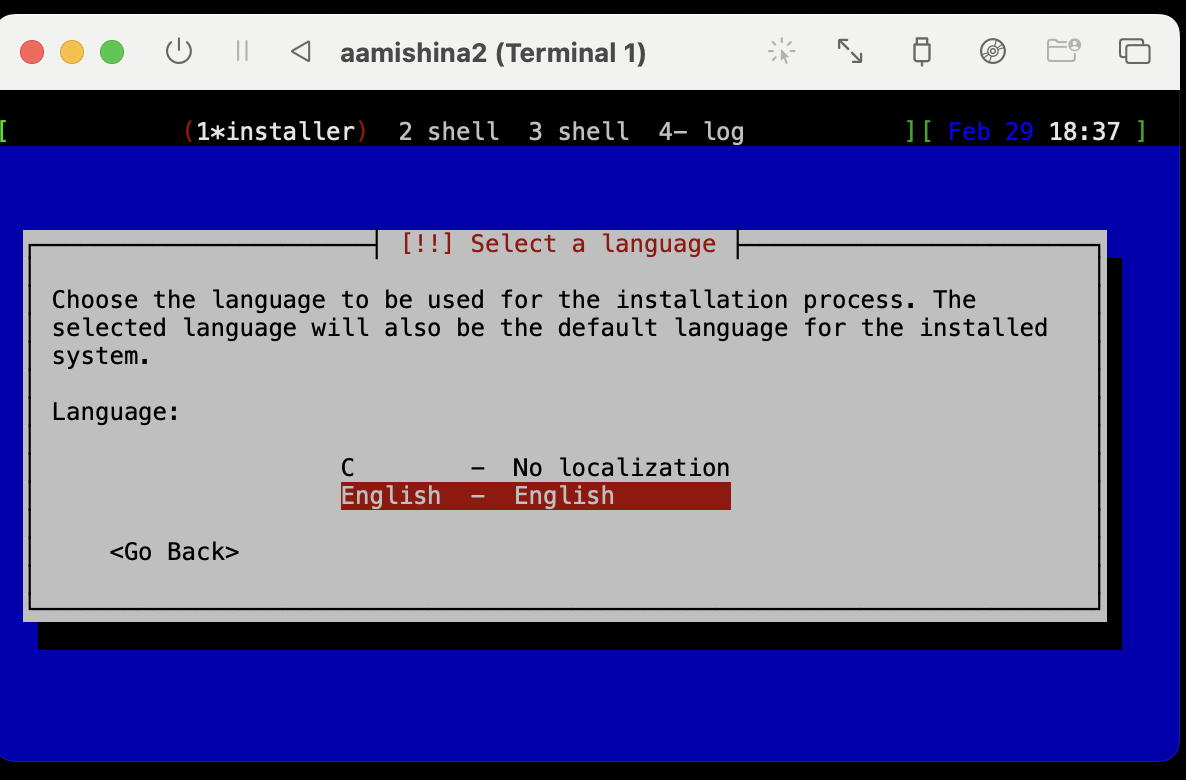 aamishina2 (Terminal 1)
[ (1*installer) 2 shell 3 shell 4- log ][ Feb 29 18:37 ]
[!!] Select a language
Choose the language to be used for the installation process. The
selected language will also be the default language for the installed
system.
Language:
C - No localization
English - English
<Go Back>